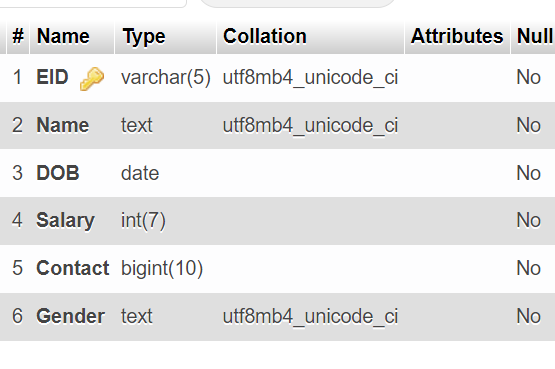 # Name Type Collation Attributes Null
1 EID varchar(5) utf8mb4_unicode_ci No
2 Name text utf8mb4_unicode_ci No
3 DOB date No
4 Salary int(7) No
5 Contact bigint(10) No
6 Gender text utf8mb4_unicode_ci No